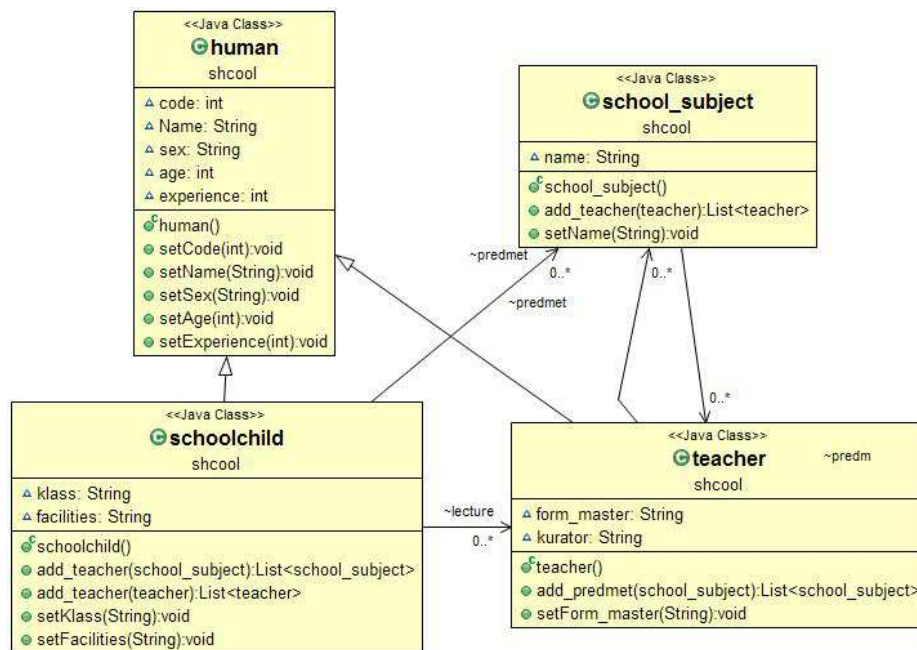 <<Java Class>>
human
shcool
code: int
Name: String
sex: String
age: int
experience: int
human()
setCode(int):void
setName(String):void
setSex(String):void
setAge(int):void
setExperience(int):void
<<Java Class>>
school_subject
shcool
name: String
school_subject()
add_teacher(teacher):List<teacher>
setName(String):void
~predmet
0..*
0..*
~predmet
0..*
<<Java Class>>
schoolchild
shcool
klass: String
facilities: String
schoolchild()
add_teacher(school_subject):List<school_subject>
add_teacher(teacher):List<teacher>
setKlass(String):void
setFacilities(String):void
~lecture
0..*
<<Java Class>>
teacher
~predm
shcool
form_master: String
kurator: String
teacher()
add_predmet(school_subject):List<school_subject>
setForm_master(String):void